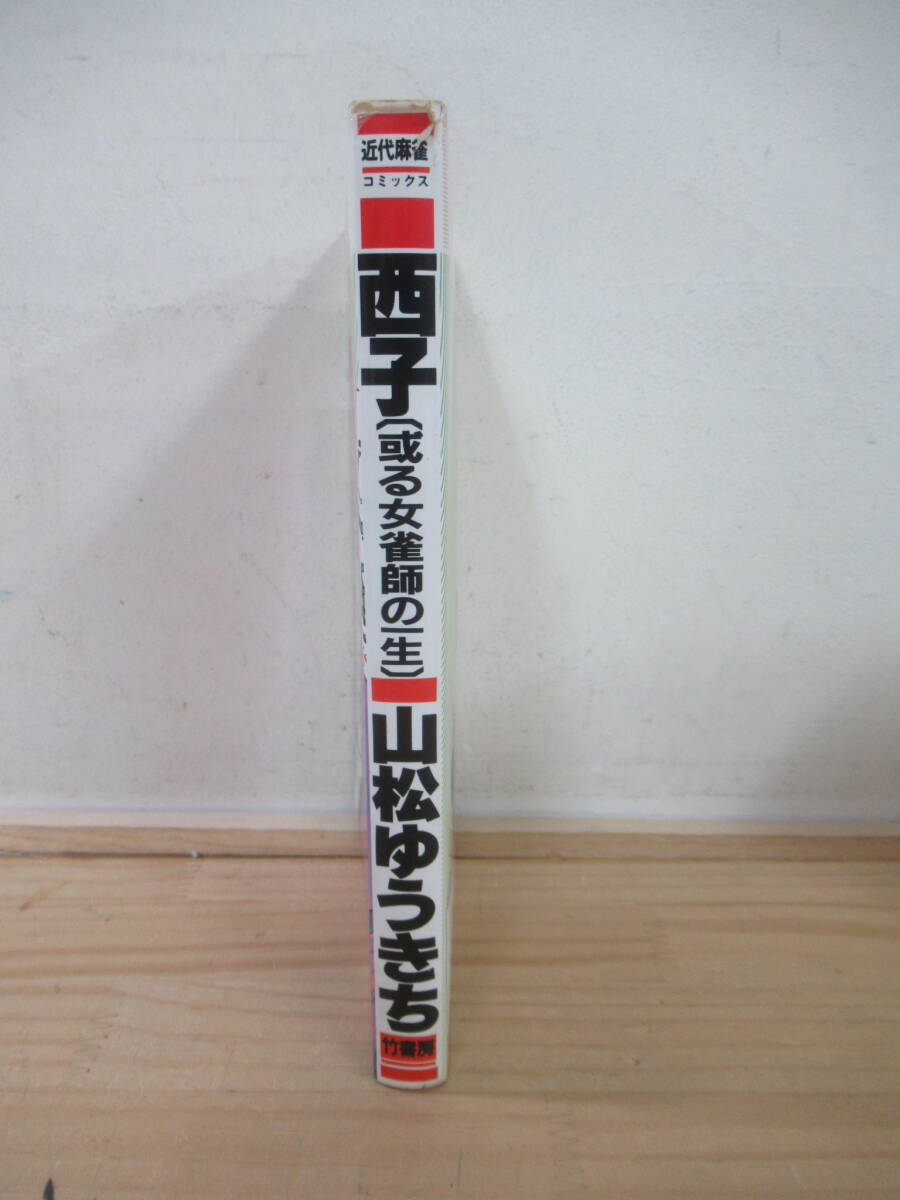 近代麻雀
コミックス
西子
〔或る女雀師の一生〕
山松ゆうきち
竹書房